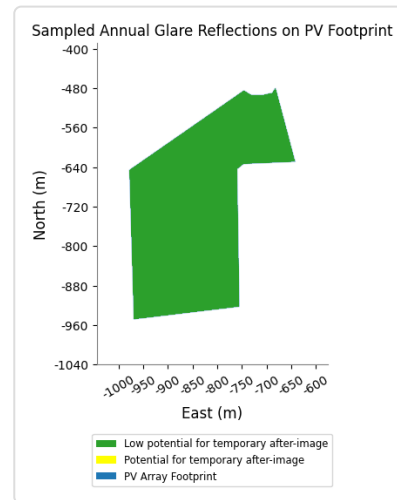 Sampled Annual Glare Reflections on PV Footprint
-400
-480
-560
-640
-720
-800
-880
-960
-1040
North (m)
-1000 -950 -900 -850 -800 -750 -700 -650 -600
East (m)
Low potential for temporary after-image
Potential for temporary after-image
PV Array Footprint